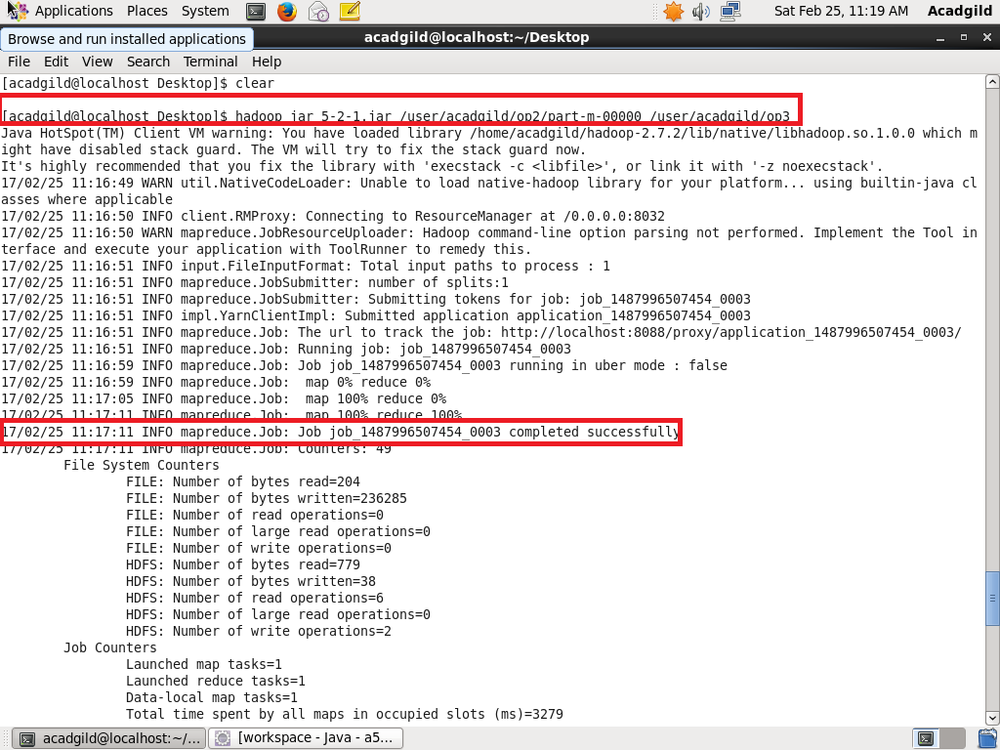 Applications Places System Sat Feb 25, 11:19 AM Acadgild
Browse and run installed applications
acadgild@localhost:~/Desktop
File Edit View Search Terminal Help
[acadgild@localhost Desktop]$ clear
[acadgild@localhost Desktop]$ hadoop jar 5-2-1.jar /user/acadgild/op2/part-m-00000 /user/acadgild/op3
Java HotSpot(TM) Client VM warning: You have loaded library /home/acadgild/hadoop-2.7.2/lib/native/libhadoop.so.1.0.0 which m
ight have disabled stack guard. The VM will try to fix the stack guard now.
It's highly recommended that you fix the library with 'execstack -c <libfile>', or link it with '-z noexecstack'.
17/02/25 11:16:49 WARN util.NativeCodeLoader: Unable to load native-hadoop library for your platform... using builtin-java cl
asses where applicable
17/02/25 11:16:50 INFO client.RMProxy: Connecting to ResourceManager at /0.0.0.0:8032
17/02/25 11:16:50 WARN mapreduce.JobResourceUploader: Hadoop command-line option parsing not performed. Implement the Tool in
terface and execute your application with ToolRunner to remedy this.
17/02/25 11:16:51 INFO input.FileInputFormat: Total input paths to process : 1
17/02/25 11:16:51 INFO mapreduce.JobSubmitter: number of splits:1
17/02/25 11:16:51 INFO mapreduce.JobSubmitter: Submitting tokens for job: job_1487996507454_0003
17/02/25 11:16:51 INFO impl.YarnClientImpl: Submitted application application_1487996507454_0003
17/02/25 11:16:51 INFO mapreduce.Job: The url to track the job: http://localhost:8088/proxy/application_1487996507454_0003/
17/02/25 11:16:51 INFO mapreduce.Job: Running job: job_1487996507454_0003
17/02/25 11:16:59 INFO mapreduce.Job: Job job_1487996507454_0003 running in uber mode : false
17/02/25 11:16:59 INFO mapreduce.Job:  map 0% reduce 0%
17/02/25 11:17:05 INFO mapreduce.Job:  map 100% reduce 0%
17/02/25 11:17:11 INFO mapreduce.Job:  map 100% reduce 100%
17/02/25 11:17:11 INFO mapreduce.Job: Job job_1487996507454_0003 completed successfully
17/02/25 11:17:11 INFO mapreduce.Job: Counters: 49
File System Counters
FILE: Number of bytes read=204
FILE: Number of bytes written=236285
FILE: Number of read operations=0
FILE: Number of large read operations=0
FILE: Number of write operations=0
HDFS: Number of bytes read=779
HDFS: Number of bytes written=38
HDFS: Number of read operations=6
HDFS: Number of large read operations=0
HDFS: Number of write operations=2
Job Counters
Launched map tasks=1
Launched reduce tasks=1
Data-local map tasks=1
Total time spent by all maps in occupied slots (ms)=3279
acadgild@localhost:~/... [workspace - Java - a5...